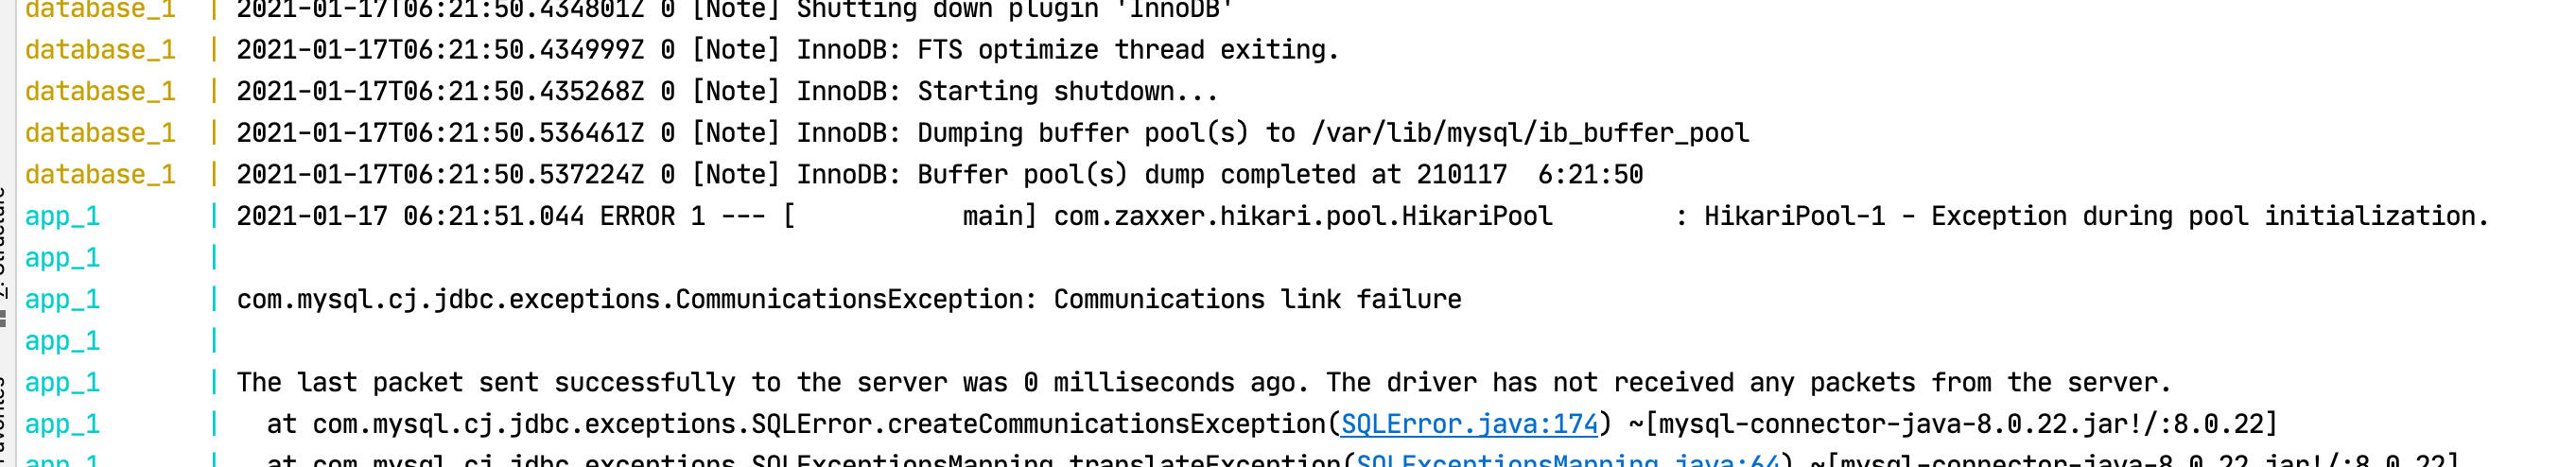 database_1 | 2021-01-17T06:21:50.434801Z 0 [Note] Shutting down plugin 'InnoDB'
database_1 | 2021-01-17T06:21:50.434999Z 0 [Note] InnoDB: FTS optimize thread exiting.
database_1 | 2021-01-17T06:21:50.435268Z 0 [Note] InnoDB: Starting shutdown...
database_1 | 2021-01-17T06:21:50.536461Z 0 [Note] InnoDB: Dumping buffer pool(s) to /var/lib/mysql/ib_buffer_pool
database_1 | 2021-01-17T06:21:50.537224Z 0 [Note] InnoDB: Buffer pool(s) dump completed at 210117  6:21:50
app_1 | 2021-01-17 06:21:51.044 ERROR 1 --- [           main] com.zaxxer.hikari.pool.HikariPool        : HikariPool-1 - Exception during pool initialization.
app_1 |
app_1 | com.mysql.cj.jdbc.exceptions.CommunicationsException: Communications link failure
app_1 |
app_1 | The last packet sent successfully to the server was 0 milliseconds ago. The driver has not received any packets from the server.
app_1 | at com.mysql.cj.jdbc.exceptions.SQLError.createCommunicationsException(SQLError.java:174) ~[mysql-connector-java-8.0.22.jar!/:8.0.22]
app_1 | at com.mysql.cj.jdbc.exceptions.SQLExceptionsMapping.translateException(SQLExceptionsMapping.java:64) ~[mysql-connector-java-8.0.22.jar!/:8.0.22]
Z: Structure